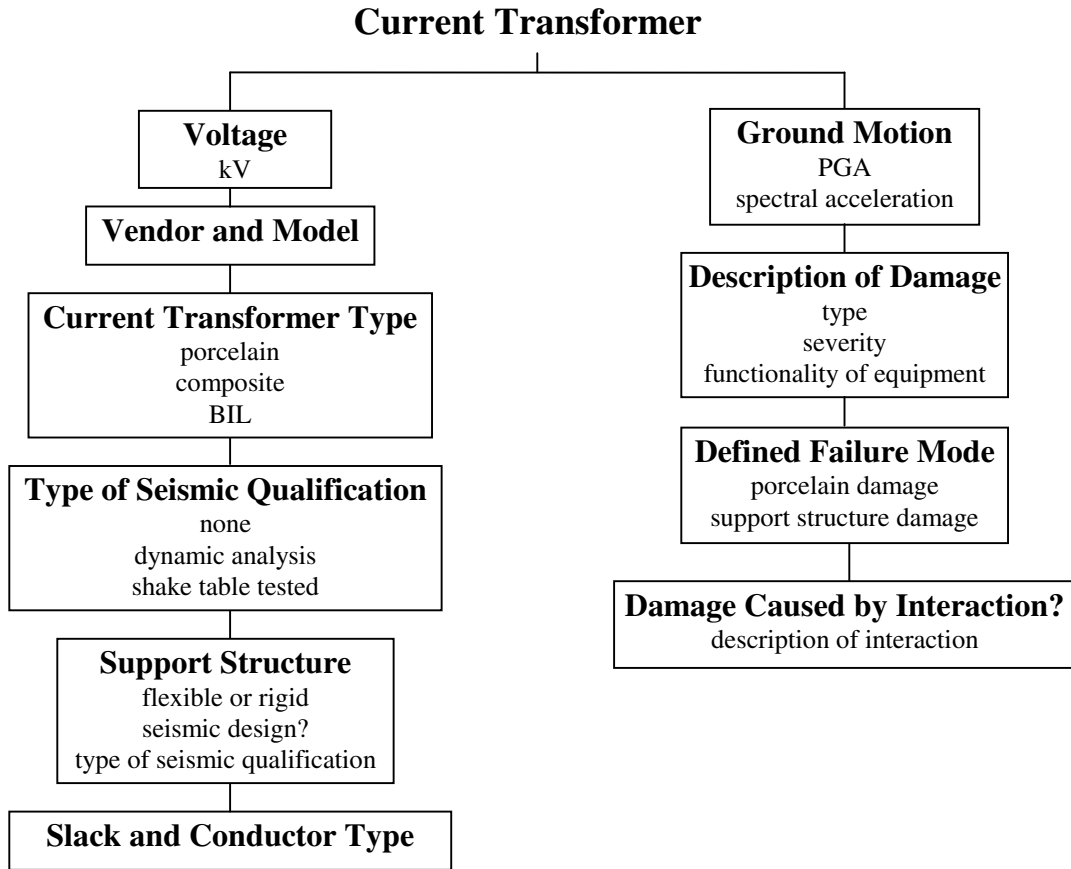 Current Transformer
Voltage
kV
Vendor and Model
Current Transformer Type
porcelain
composite
BIL
Type of Seismic Qualification
none
dynamic analysis
shake table tested
Support Structure
flexible or rigid
seismic design?
type of seismic qualification
Slack and Conductor Type
Ground Motion
PGA
spectral acceleration
Description of Damage
type
severity
functionality of equipment
Defined Failure Mode
porcelain damage
support structure damage
Damage Caused by Interaction?
description of interaction